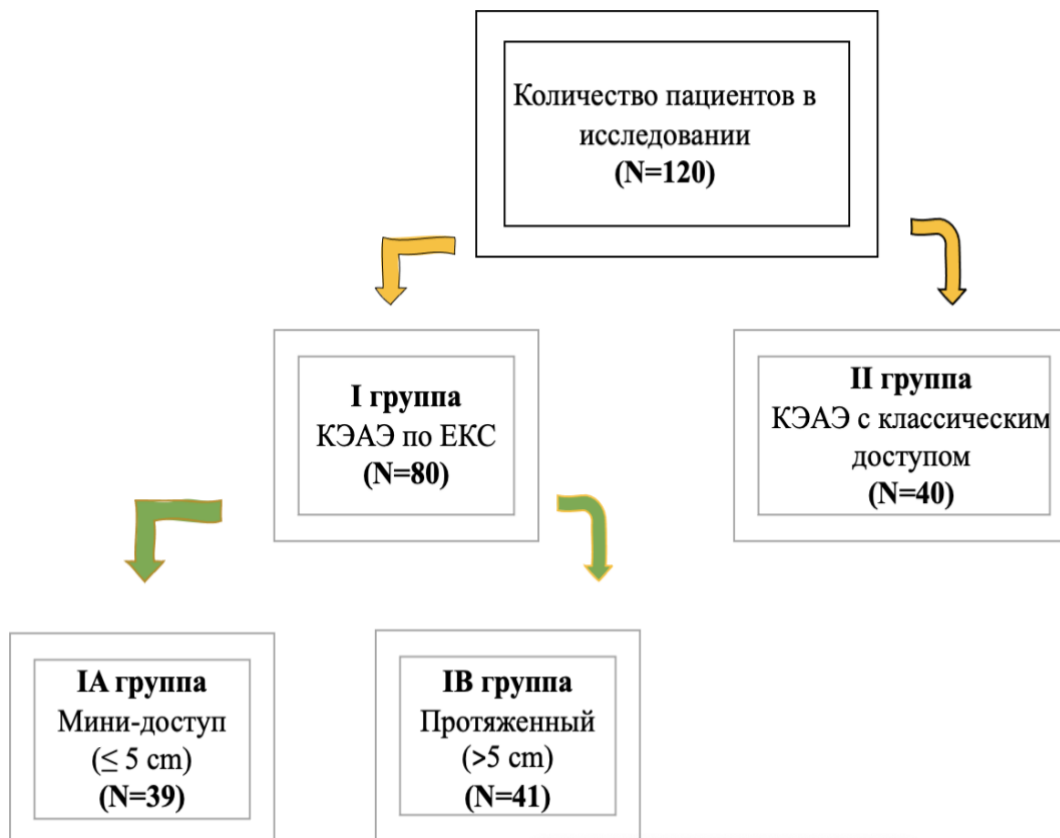 Количество пациентов в
исследовании
(N=120)
I группа
КЭАЭ по ЕКС
(N=80)
II группа
КЭАЭ с классическим
доступом
(N=40)
IA группа
Мини-доступ
(≤ 5 cm)
(N=39)
IB группа
Протяженный
(>5 cm)
(N=41)